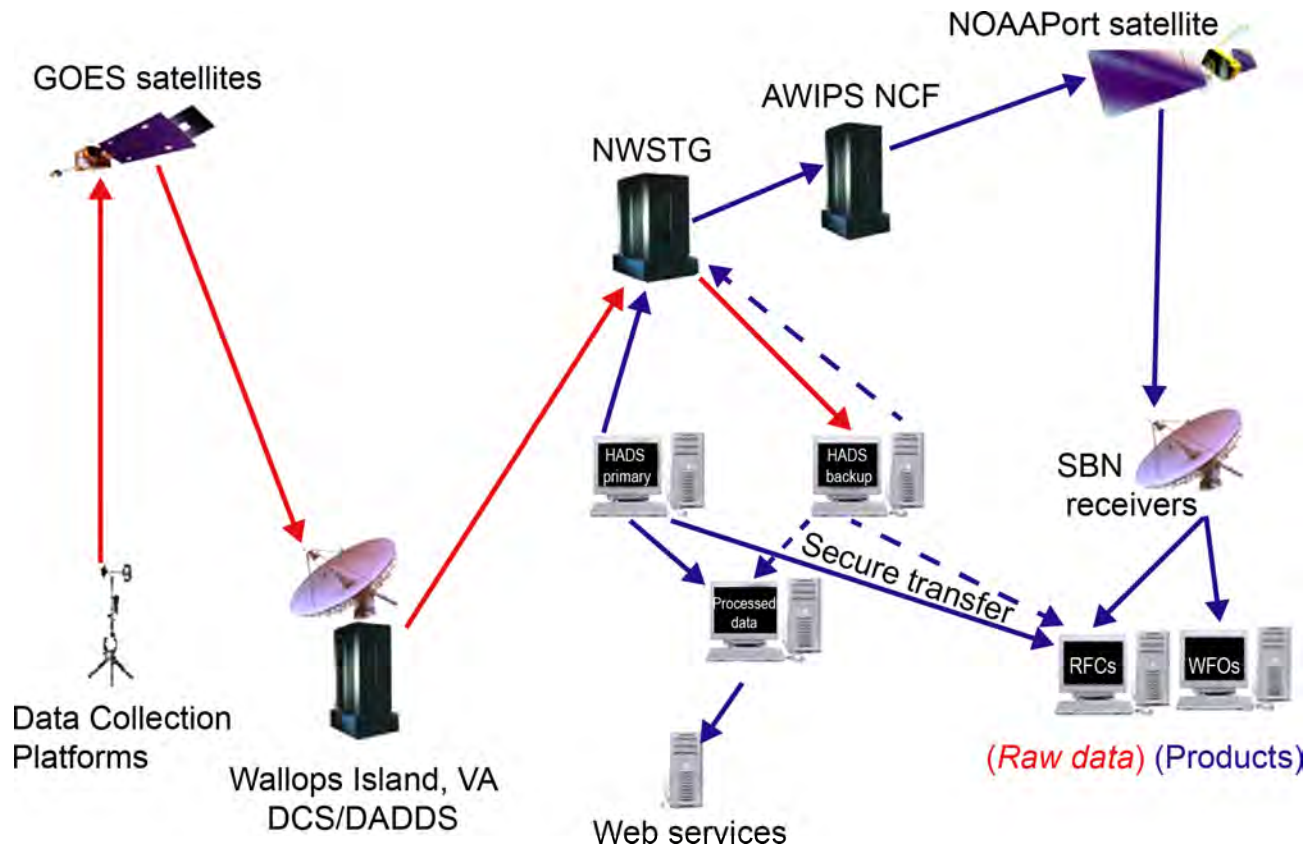 NOAAPort satellite
GOES satellites
AWIPS NCF
NWSTG
HADS
primary
HADS
backup
SBN
receivers
Secure transfer
Processed
data
RFCs
WFOs
Data Collection
Platforms
(Raw data) (Products)
Wallops Island, VA
DCS/DADDS
Web services